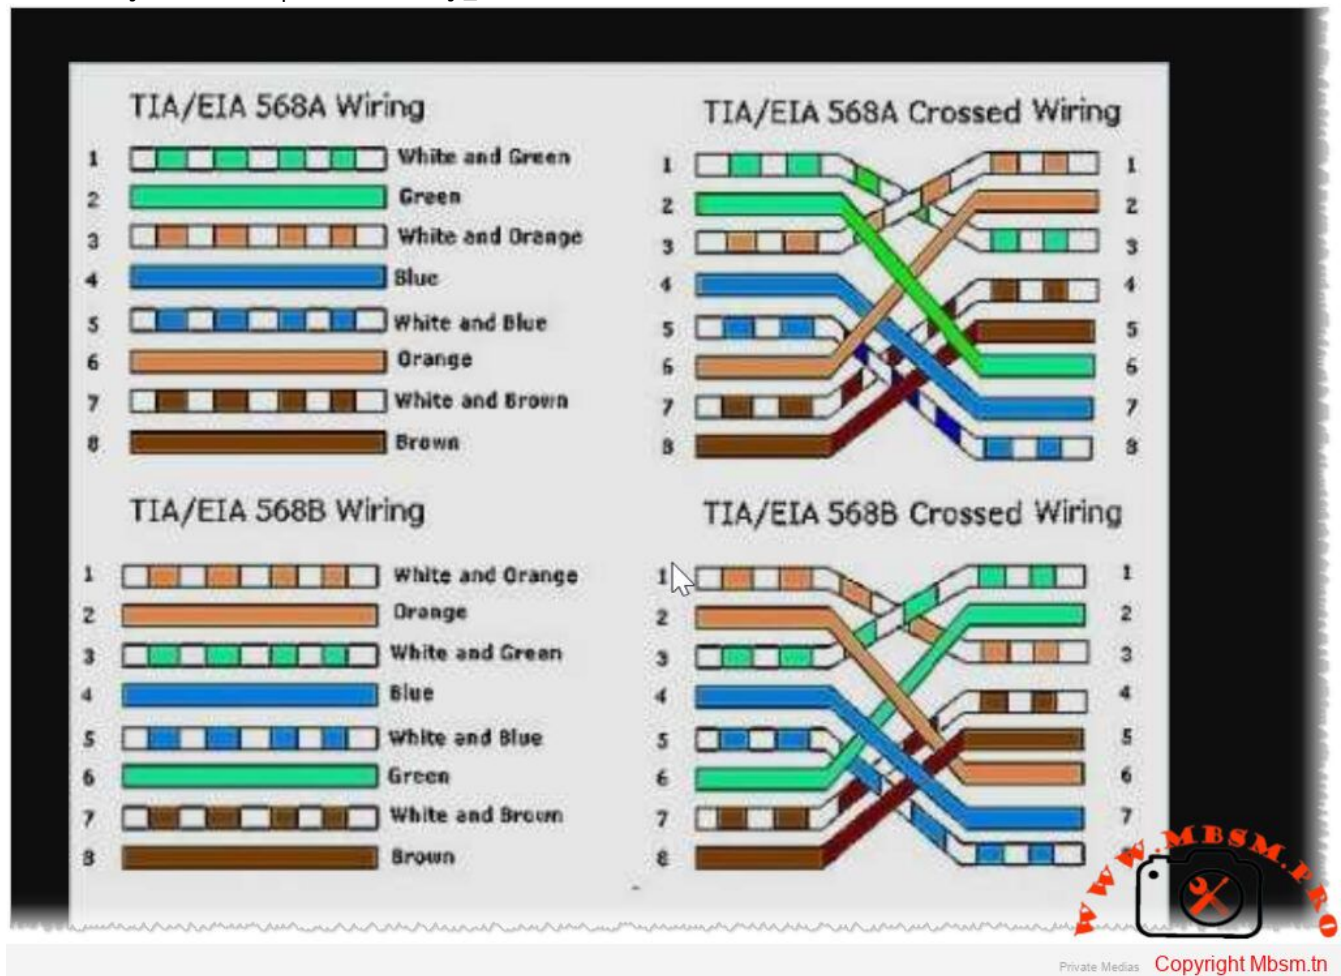 TIA/EIA 568A Wiring
1 White and Green
2 Green
3 White and Orange
4 Blue
5 White and Blue
6 Orange
7 White and Brown
8 Brown
TIA/EIA 568A Crossed Wiring
1 1
2 2
3 3
4 4
5 5
6 6
7 7
8 8
TIA/EIA 568B Wiring
1 White and Orange
2 Orange
3 White and Green
4 Blue
5 White and Blue
6 Green
7 White and Brown
8 Brown
TIA/EIA 568B Crossed Wiring
1 1
2 2
3 3
4 4
5 5
6 6
7 7
8
WWW.MBSM.PRO
Private Medias Copyright Mbsm.tn